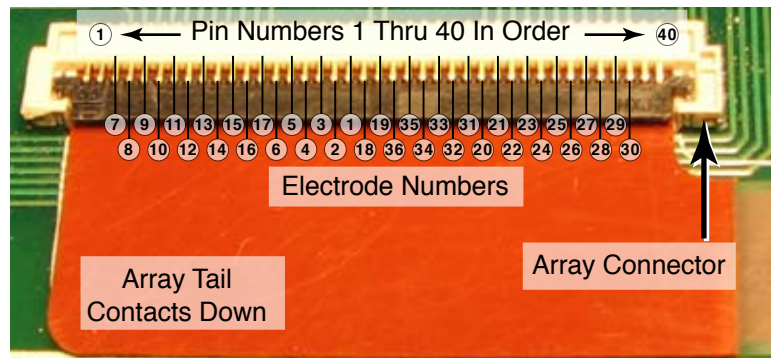 1 Pin Numbers 1 Thru 40 In Order 40
7 9 11 13 15 17 5 3 1 19 35 33 31 21 23 25 27 29
8 10 12 14 16 6 4 2 18 36 34 32 20 22 24 26 28 30
Electrode Numbers
Array Connector
Array Tail
Contacts Down